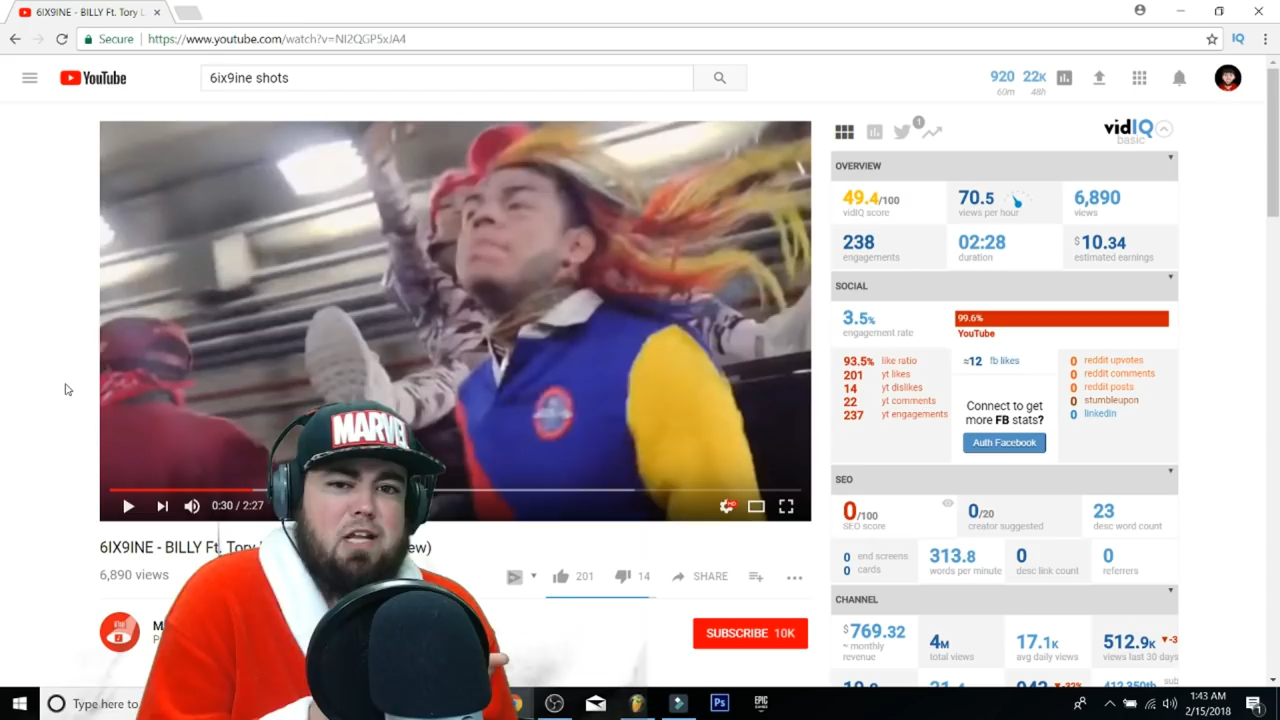 6IX9INE - BILLY Ft. Tory L
Secure
https://www.youtube.com/watch?v=NI2QGP5xJA4
IQ
YouTube
6ix9ine shots
920 22K
60m 48h
1
vidIQ
basic
OVERVIEW
49.4/100 70.5 6,890
vidIQ score views per hour views
238 02:28 $10.34
engagements duration estimated earnings
SOCIAL
3.5% 99.6%
engagement rate YouTube
93.5% like ratio
201 yt likes
14 yt dislikes
22 yt comments
237 yt engagements
≈12 fb likes
Connect to get
more FB stats?
Auth Facebook
0 reddit upvotes
0 reddit comments
0 reddit posts
0 stumbleupon
0 linkedin
SEO
0/100 0/20 23
SEO score creator suggested desc word count
0 end screens
0 cards
313.8 0 0
words per minute desc link count referrers
CHANNEL
$769.32 4M 17.1K 512.9K -3
~ monthly
revenue
total views avg daily views views last 30 days
MARVEL
0:30 / 2:27
HD
6IX9INE - BILLY Ft. Tory ew)
6,890 views
201 14 SHARE
SUBSCRIBE 10K
Type here to
Ps
EPIC
GAMES
1:43 AM
2/15/2018